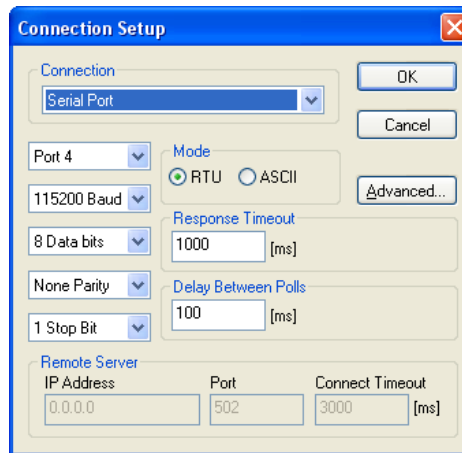 Connection Setup
Connection
Serial Port
OK
Cancel
Port 4
Mode
RTU ASCII
115200 Baud
Advanced...
Response Timeout
8 Data bits
1000 [ms]
None Parity
Delay Between Polls
100 [ms]
1 Stop Bit
Remote Server
IP Address Port Connect Timeout
0.0.0.0 502 3000 [ms]